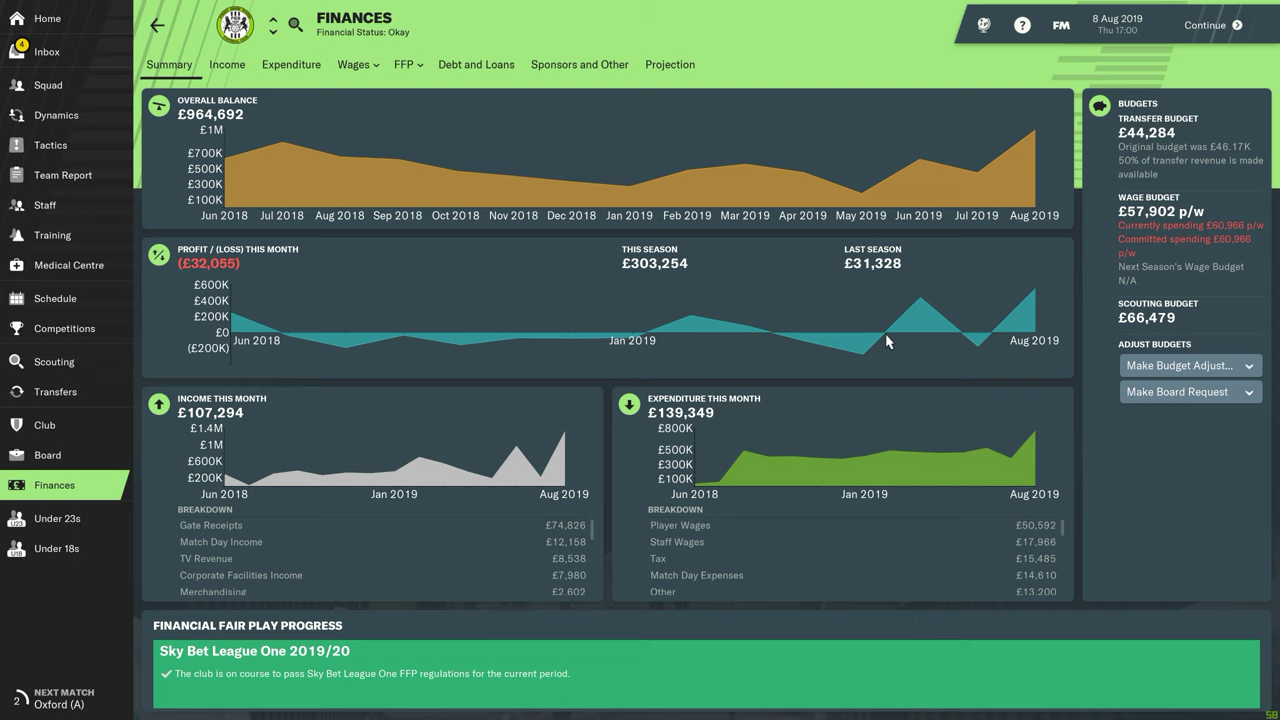 Home
FINANCES
Financial Status: Okay
?
FM
8 Aug 2019
Thu 17:00
Continue
4
Inbox
Summary
Income
Expenditure
Wages
FFP
Debt and Loans
Sponsors and Other
Projection
Squad
Dynamics
Tactics
Team Report
Staff
Training
Medical Centre
Schedule
Competitions
Scouting
Transfers
Club
Board
Finances
U23
Under 23s
U18
Under 18s
2
NEXT MATCH
Oxford (A)
OVERALL BALANCE
£964,692
£1M
£700K
£500K
£300K
£100K
Jun 2018 Jul 2018 Aug 2018 Sep 2018 Oct 2018 Nov 2018 Dec 2018 Jan 2019 Feb 2019 Mar 2019 Apr 2019 May 2019 Jun 2019 Jul 2019 Aug 2019
PROFIT / (LOSS) THIS MONTH
(£32,055)
THIS SEASON
£303,254
LAST SEASON
£31,328
£600K
£400K
£200K
£0
(£200K)
Jun 2018 Jan 2019 Aug 2019
INCOME THIS MONTH
£107,294
£1.4M
£1M
£600K
£200K
Jun 2018 Jan 2019 Aug 2019
BREAKDOWN
Gate Receipts £74,826
Match Day Income £12,158
TV Revenue £8,538
Corporate Facilities Income £7,980
Merchandising £2,602
EXPENDITURE THIS MONTH
£139,349
£800K
£500K
£300K
£100K
Jun 2018 Jan 2019 Aug 2019
BREAKDOWN
Player Wages £50,592
Staff Wages £17,966
Tax £15,485
Match Day Expenses £14,610
Other £13,200
BUDGETS
TRANSFER BUDGET
£44,284
Original budget was £46.17K
50% of transfer revenue is made
available
WAGE BUDGET
£57,902 p/w
Currently spending £60,966 p/w
Committed spending £60,966
p/w
Next Season's Wage Budget
N/A
SCOUTING BUDGET
£66,479
ADJUST BUDGETS
Make Budget Adjust...
Make Board Request
FINANCIAL FAIR PLAY PROGRESS
Sky Bet League One 2019/20
The club is on course to pass Sky Bet League One FFP regulations for the current period.